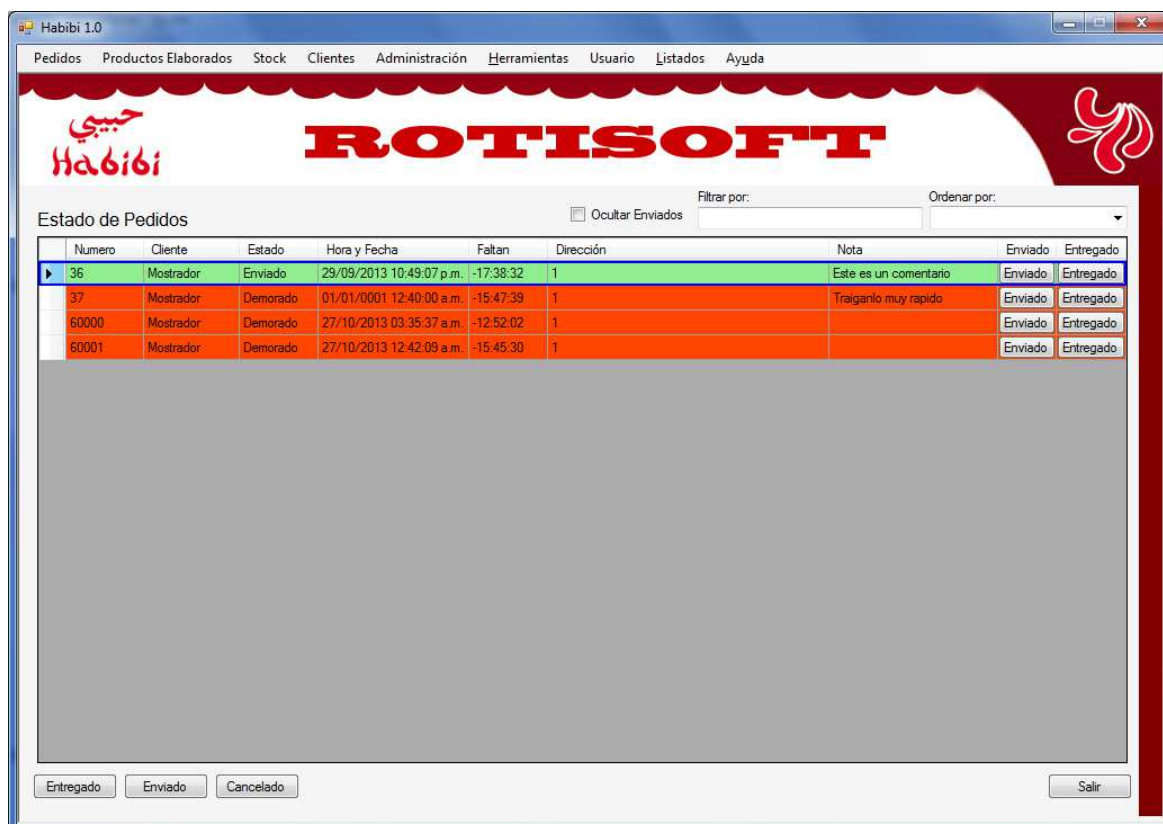 Habibi 1.0
Pedidos Productos Elaborados Stock Clientes Administración Herramientas Usuario Listados Ayuda
حبيبي
Habibi
ROTISOFT
Estado de Pedidos
Ocultar Enviados
Filtrar por:
Ordenar por:
Numero Cliente Estado Hora y Fecha Faltan Dirección Nota Enviado Entregado
36 Mostrador Enviado 29/09/2013 10:49:07 p.m. -17:38:32 1 Este es un comentario Enviado Entregado
37 Mostrador Demorado 01/01/0001 12:40:00 a.m. -15:47:39 1 Traiganlo muy rapido Enviado Entregado
60000 Mostrador Demorado 27/10/2013 03:35:37 a.m. -12:52:02 1 Enviado Entregado
60001 Mostrador Demorado 27/10/2013 12:42:09 a.m. -15:45:30 1 Enviado Entregado
Entregado Enviado Cancelado Salir